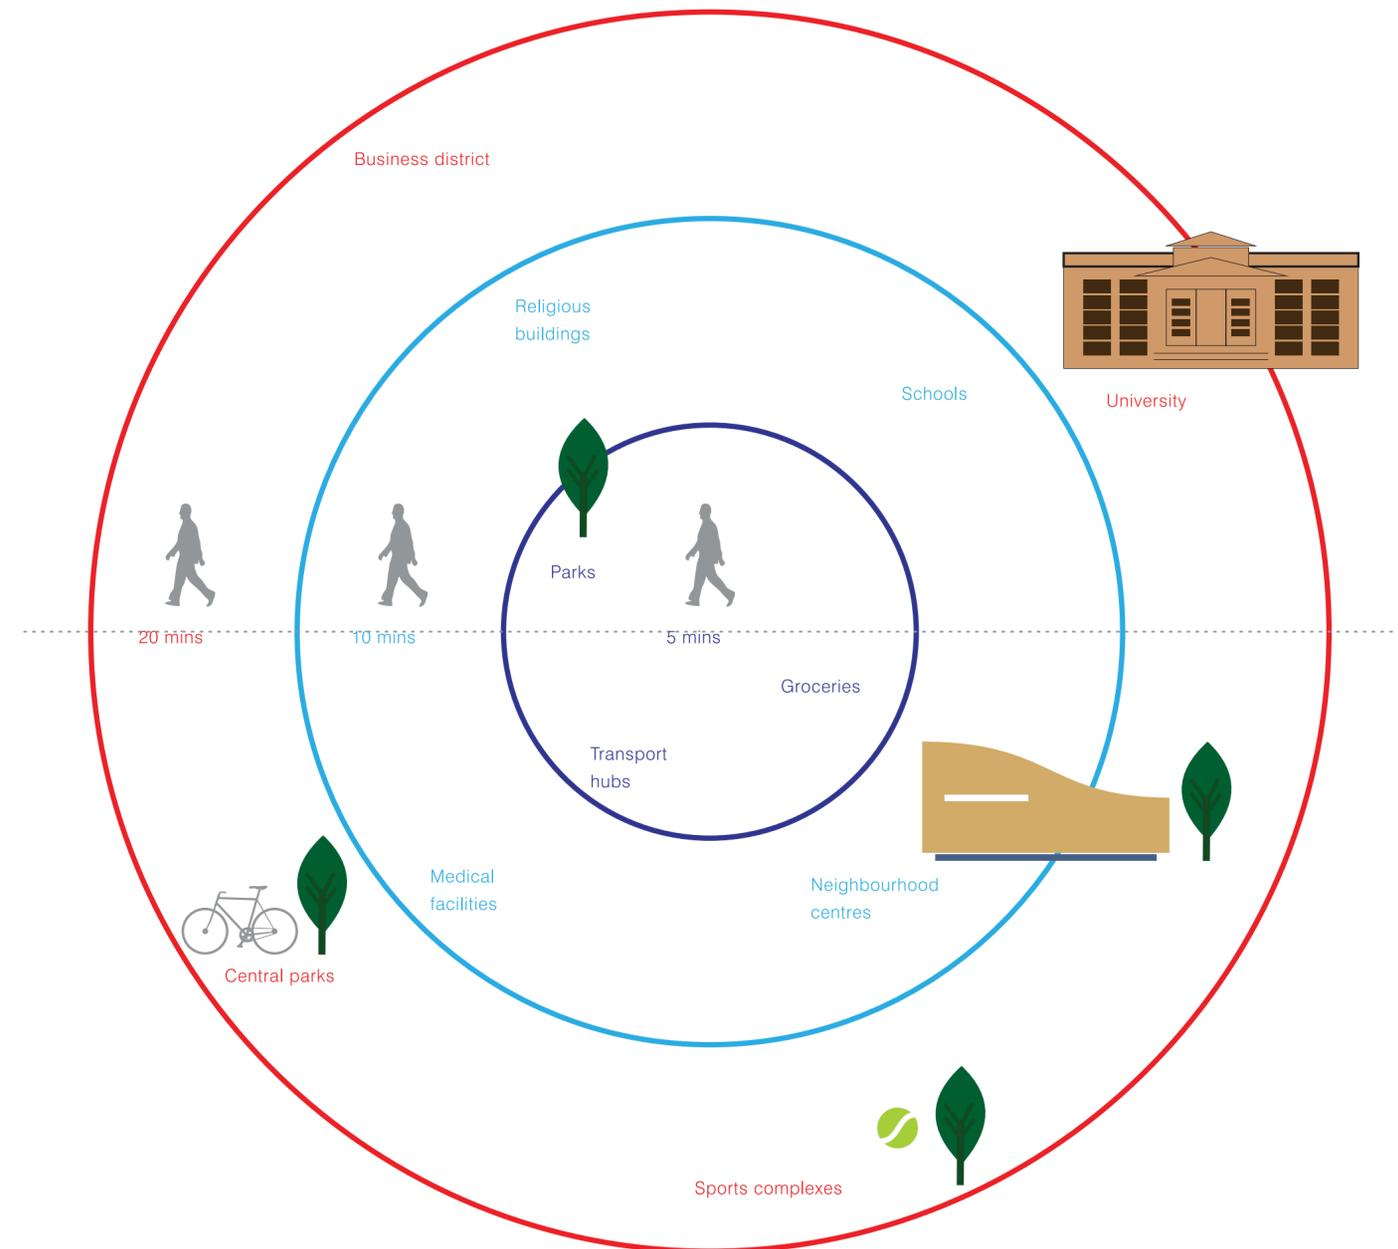 Business district
Religious
buildings
Schools
University
Parks
20 mins
10 mins
5 mins
Groceries
Transport
hubs
Medical
facilities
Neighbourhood
centres
Central parks
Sports complexes